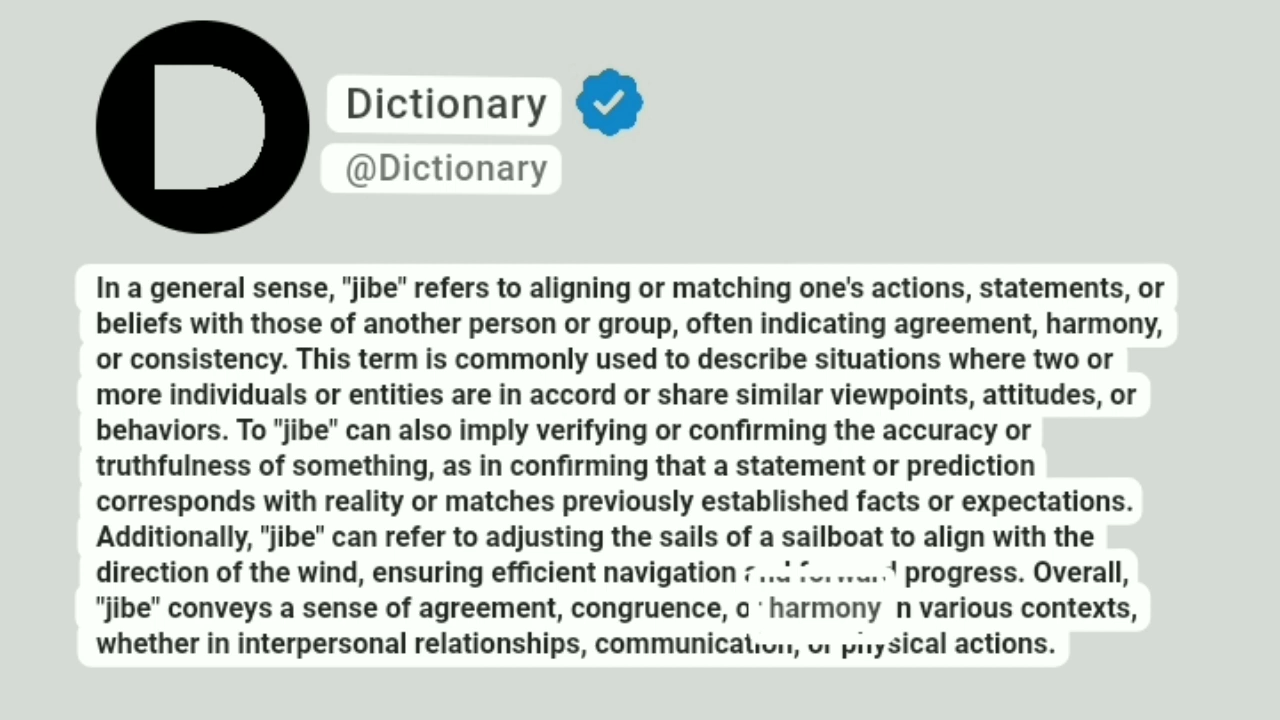 Dictionary
@Dictionary
In a general sense, "jibe" refers to aligning or matching one's actions, statements, or
beliefs with those of another person or group, often indicating agreement, harmony,
or consistency. This term is commonly used to describe situations where two or
more individuals or entities are in accord or share similar viewpoints, attitudes, or
behaviors. To "jibe" can also imply verifying or confirming the accuracy or
truthfulness of something, as in confirming that a statement or prediction
corresponds with reality or matches previously established facts or expectations.
Additionally, "jibe" can refer to adjusting the sails of a sailboat to align with the
direction of the wind, ensuring efficient navigation and forward progress. Overall,
"jibe" conveys a sense of agreement, congruence, harmony various contexts,
whether in interpersonal relationships, communication, or physical actions.